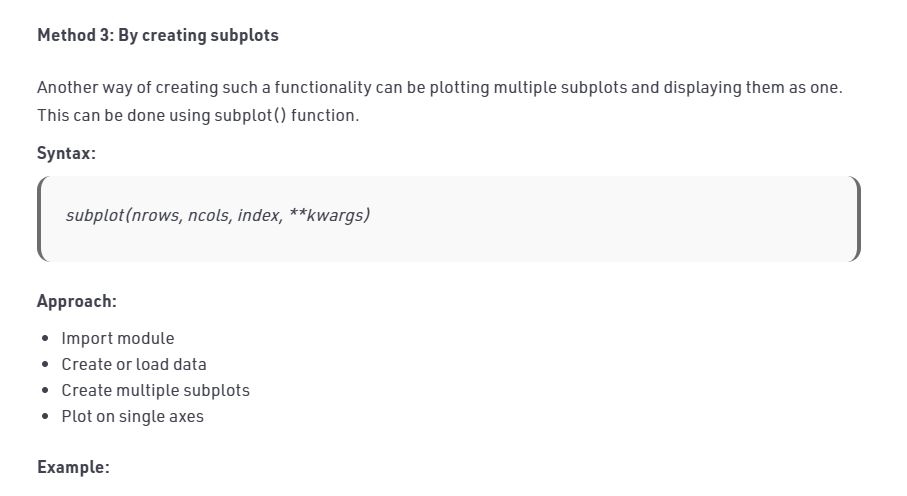 Method 3: By creating subplots
Another way of creating such a functionality can be plotting multiple subplots and displaying them as one.
This can be done using subplot() function.
Syntax:
subplot(nrows, ncols, index, **kwargs)
Approach:
Import module
Create or load data
Create multiple subplots
Plot on single axes
Example: